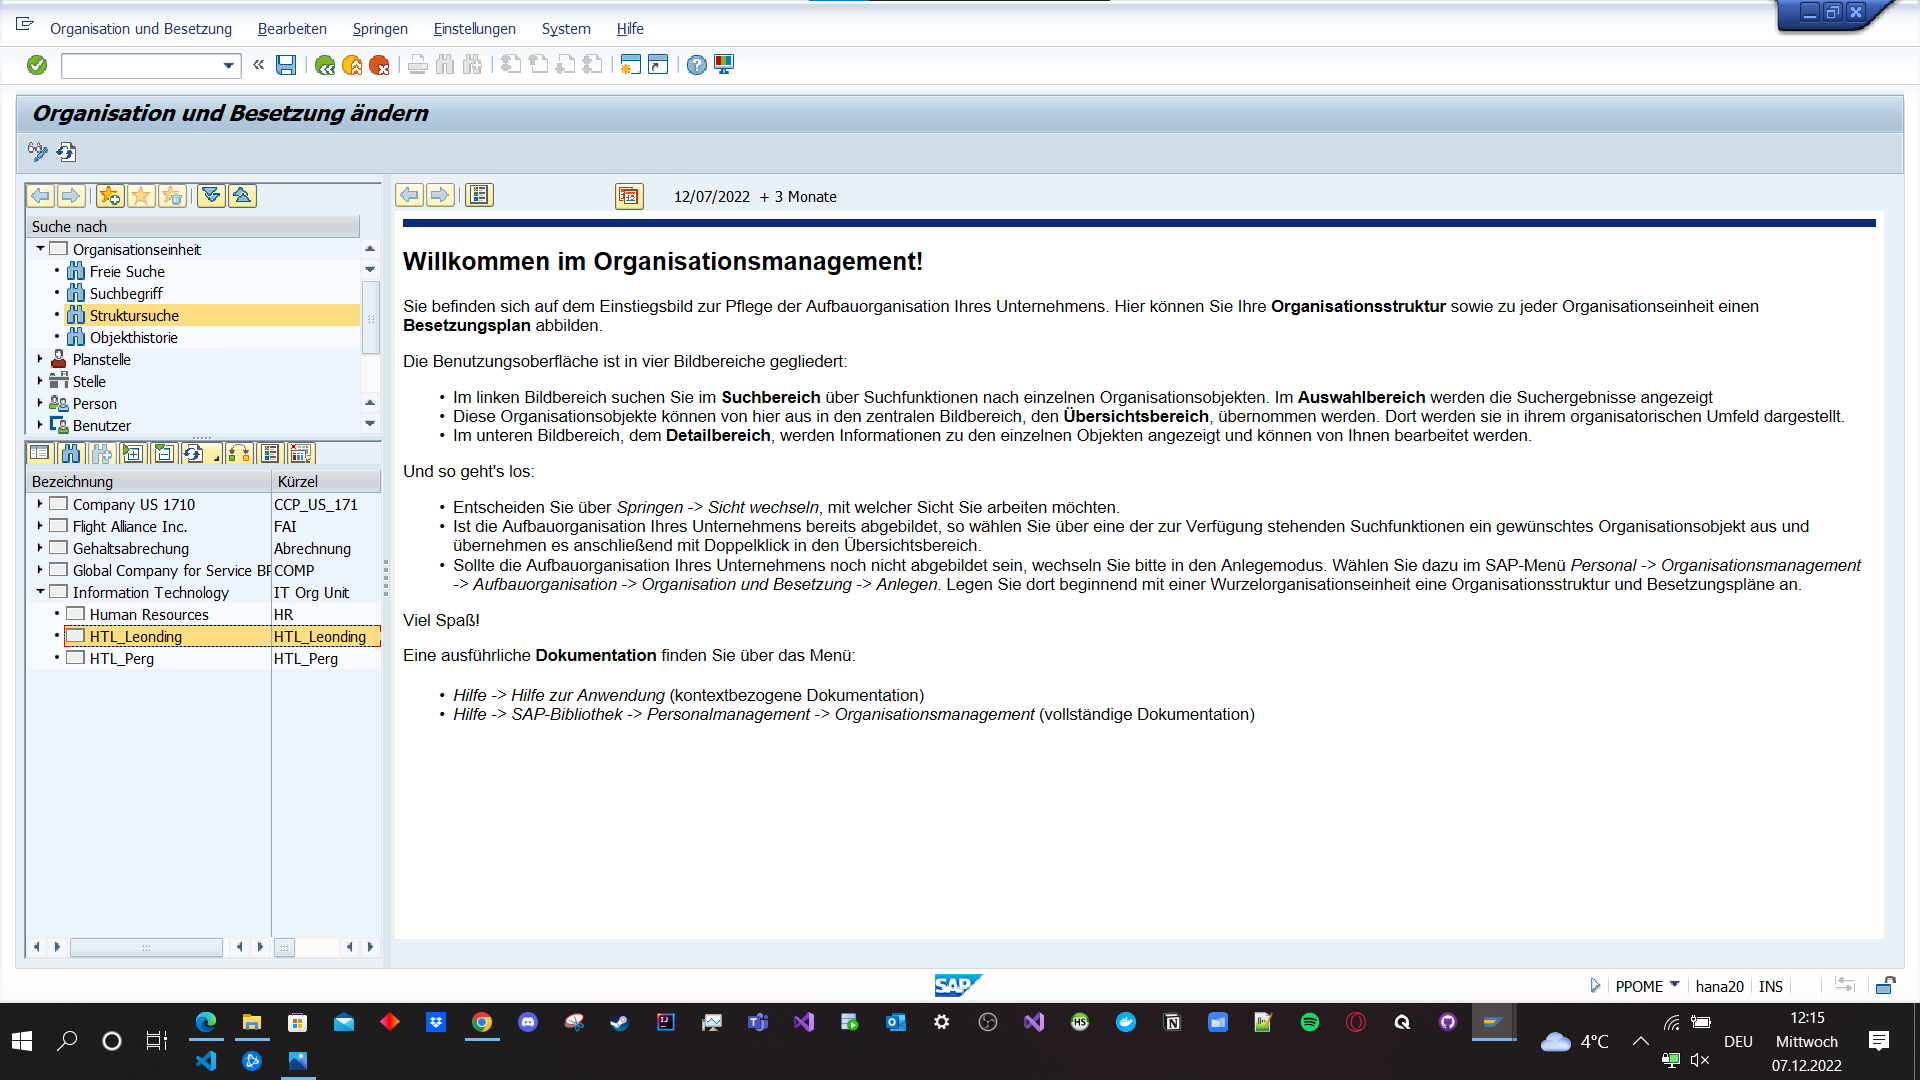 Organisation und Besetzung Bearbeiten Springen Einstellungen System Hilfe
Organisation und Besetzung ändern
12/07/2022 + 3 Monate
Suche nach
Organisationseinheit
Freie Suche
Suchbegriff
Struktursuche
Objekthistorie
Planstelle
Stelle
Person
Benutzer
Bezeichnung Kürzel
Company US 1710 CCP_US_171
Flight Alliance Inc. FAI
Gehaltsabrechung Abrechnung
Global Company for Service BF COMP
Information Technology IT Org Unit
Human Resources HR
HTL_Leonding HTL_Leonding
HTL_Perg HTL_Perg
Willkommen im Organisationsmanagement!
Sie befinden sich auf dem Einstiegsbild zur Pflege der Aufbauorganisation Ihres Unternehmens. Hier können Sie Ihre Organisationsstruktur sowie zu jeder Organisationseinheit einen
Besetzungsplan abbilden.
Die Benutzungsoberfläche ist in vier Bildbereiche gegliedert:
• Im linken Bildbereich suchen Sie im Suchbereich über Suchfunktionen nach einzelnen Organisationsobjekten. Im Auswahlbereich werden die Suchergebnisse angezeigt
• Diese Organisationsobjekte können von hier aus in den zentralen Bildbereich, den Übersichtsbereich, übernommen werden. Dort werden sie in ihrem organisatorischen Umfeld dargestellt.
• Im unteren Bildbereich, dem Detailbereich, werden Informationen zu den einzelnen Objekten angezeigt und können von Ihnen bearbeitet werden.
Und so geht's los:
• Entscheiden Sie über Springen -> Sicht wechseln, mit welcher Sicht Sie arbeiten möchten.
• Ist die Aufbauorganisation Ihres Unternehmens bereits abgebildet, so wählen Sie über eine der zur Verfügung stehenden Suchfunktionen ein gewünschtes Organisationsobjekt aus und
übernehmen es anschließend mit Doppelklick in den Übersichtsbereich.
• Sollte die Aufbauorganisation Ihres Unternehmens noch nicht abgebildet sein, wechseln Sie bitte in den Anlegemodus. Wählen Sie dazu im SAP-Menü Personal -> Organisationsmanagement
-> Aufbauorganisation -> Organisation und Besetzung -> Anlegen. Legen Sie dort beginnend mit einer Wurzelorganisationseinheit eine Organisationsstruktur und Besetzungspläne an.
Viel Spaß!
Eine ausführliche Dokumentation finden Sie über das Menü:
• Hilfe -> Hilfe zur Anwendung (kontextbezogene Dokumentation)
• Hilfe -> SAP-Bibliothek -> Personalmanagement -> Organisationsmanagement (vollständige Dokumentation)
SAP PPOME hana20 INS
4°C DEU 12:15
Mittwoch
07.12.2022